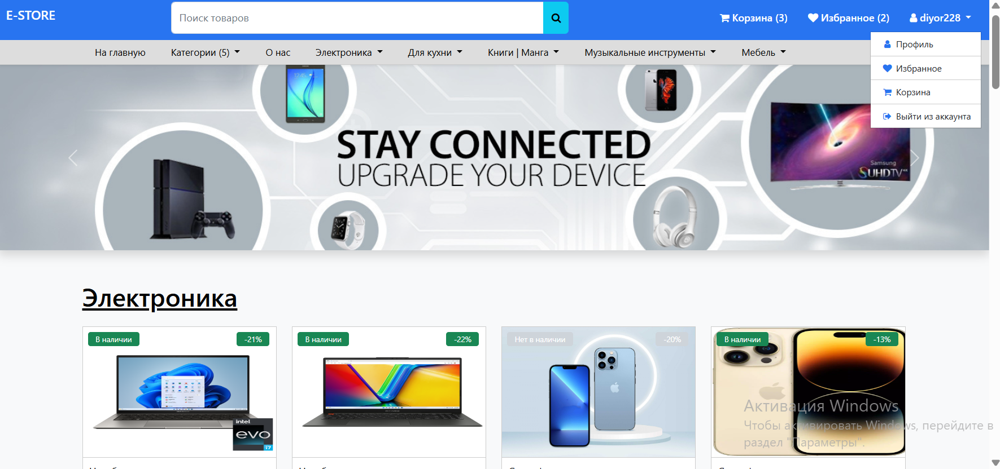 E-STORE
Поиск товаров
Корзина (3)
Избранное (2)
diyor228
Профиль
Избранное
Корзина
Выйти из аккаунта
На главную
Категории (5)
О нас
Электроника
Для кухни
Книги | Манга
Музыкальные инструменты
Мебель
STAY CONNECTED
UPGRADE YOUR DEVICE
Samsung
SUHDTV
Электроника
В наличии
-21%
В наличии
-22%
Нет в наличии
-20%
В наличии
-13%
intel
evo
i7
Активация Windows
Чтобы активировать Windows, перейдите в
раздел "Параметры".